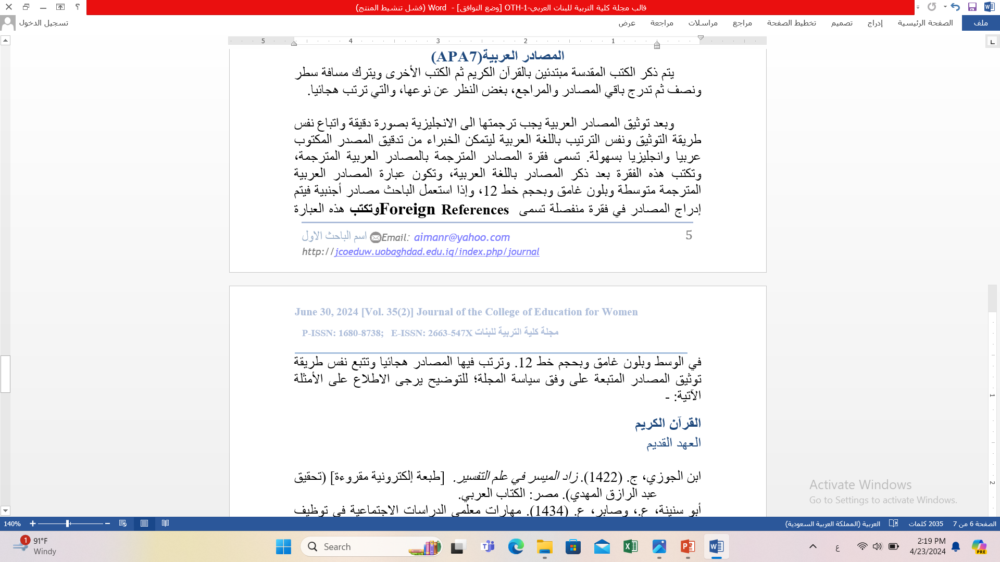 قالب مجلة كلية التربية للبنات العربي-OTH-1 [وضع التوافق] - Word (فشل تنشيط المنتج)
ملف
الصفحة الرئيسية
إدراج
تصميم
تخطيط الصفحة
مراجع
مراسلات
مراجعة
عرض
تسجيل الدخول
5 4 3 2 1
المصادر العربية(APA7)
يتم ذكر الكتب المقدسة مبتدئين بالقرآن الكريم ثم الكتب الأخرى ويترك مسافة سطر
ونصف ثم تدرج باقي المصادر والمراجع، بغض النظر عن نوعها، والتي ترتب هجائيا.
وبعد توثيق المصادر العربية يجب ترجمتها الى الانجليزية بصورة دقيقة واتباع نفس
طريقة التوثيق ونفس الترتيب باللغة العربية ليتمكن الخبراء من تدقيق المصدر المكتوب
عربيا وانجليزيا بسهولة. تسمى فقرة المصادر المترجمة بالمصادر العربية المترجمة،
وتكتب هذه الفقرة بعد ذكر المصادر باللغة العربية، وتكون عبارة المصادر العربية
المترجمة متوسطة وبلون غامق وبحجم خط 12، وإذا استعمل الباحث مصادر أجنبية فيتم
إدراج المصادر في فقرة منفصلة تسمى Foreign References وتكتب هذه العبارة
اسم الباحث الاول Email: aimanr@yahoo.com
5
http://jcoeduw.uobaghdad.edu.iq/index.php/journal
June 30, 2024 [Vol. 35(2)] Journal of the College of Education for Women
P-ISSN: 1680-8738; E-ISSN: 2663-547X مجلة كلية التربية للبنات
في الوسط وبلون غامق وبحجم خط 12. وترتب فيها المصادر هجائيا وتتبع نفس طريقة
توثيق المصادر المتبعة على وفق سياسة المجلة؛ للتوضيح يرجى الاطلاع على الأمثلة
الآتية: -
القرآن الكريم
العهد القديم
ابن الجوزي، ج. (1422). زاد الميسر في علم التفسير. [طبعة إلكترونية مقروءة] (تحقيق
عبد الرازق المهدي). مصر: الكتاب العربي.
أبو سنينة، ع.، وصابر، ع. (1434). مهارات معلمي الدراسات الاجتماعية في توظيف
1
2
Activate Windows
Go to Settings to activate Windows.
الصفحة 6 من 7
2035 كلمات
العربية (المملكة العربية السعودية)
140%
1
91°F
Windy
Search
ع
2:19 PM
4/23/2024
PRE